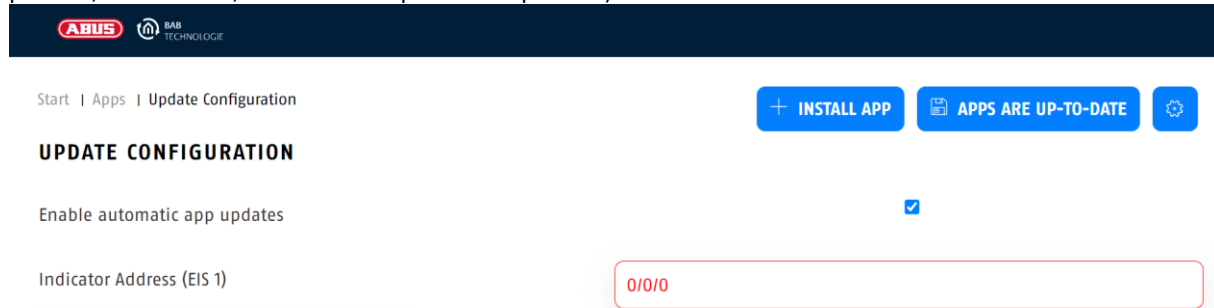 ABUS BAB TECHNOLOGIE
Start | Apps | Update Configuration
+ INSTALL APP
APPS ARE UP-TO-DATE
UPDATE CONFIGURATION
Enable automatic app updates
Indicator Address (EIS 1)
0/0/0